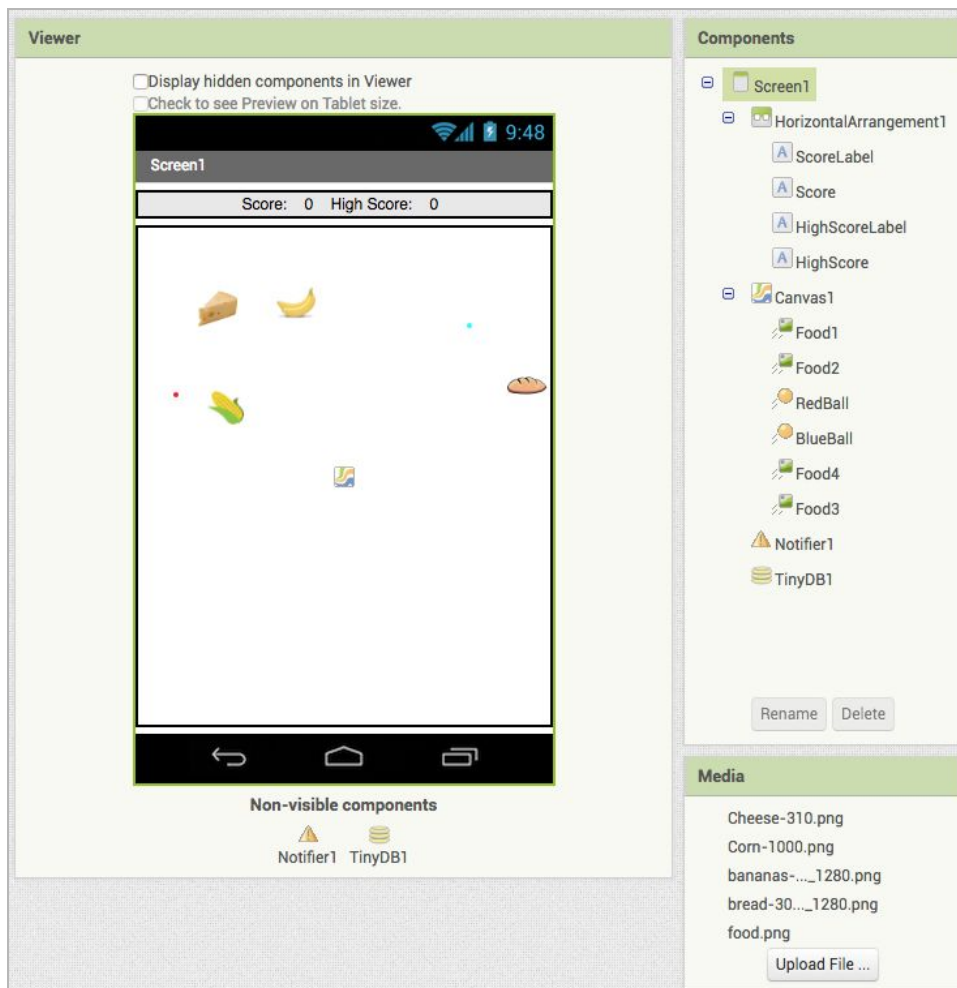 Viewer
Display hidden components in Viewer
Check to see Preview on Tablet size.
9:48
Screen1
Score: 0 High Score: 0
Non-visible components
Notifier1 TinyDB1
Components
Screen1
HorizontalArrangement1
A ScoreLabel
A Score
A HighScoreLabel
A HighScore
Canvas1
Food1
Food2
RedBall
BlueBall
Food4
Food3
Notifier1
TinyDB1
Rename Delete
Media
Cheese-310.png
Corn-1000.png
bananas-..._1280.png
bread-30..._1280.png
food.png
Upload File ...